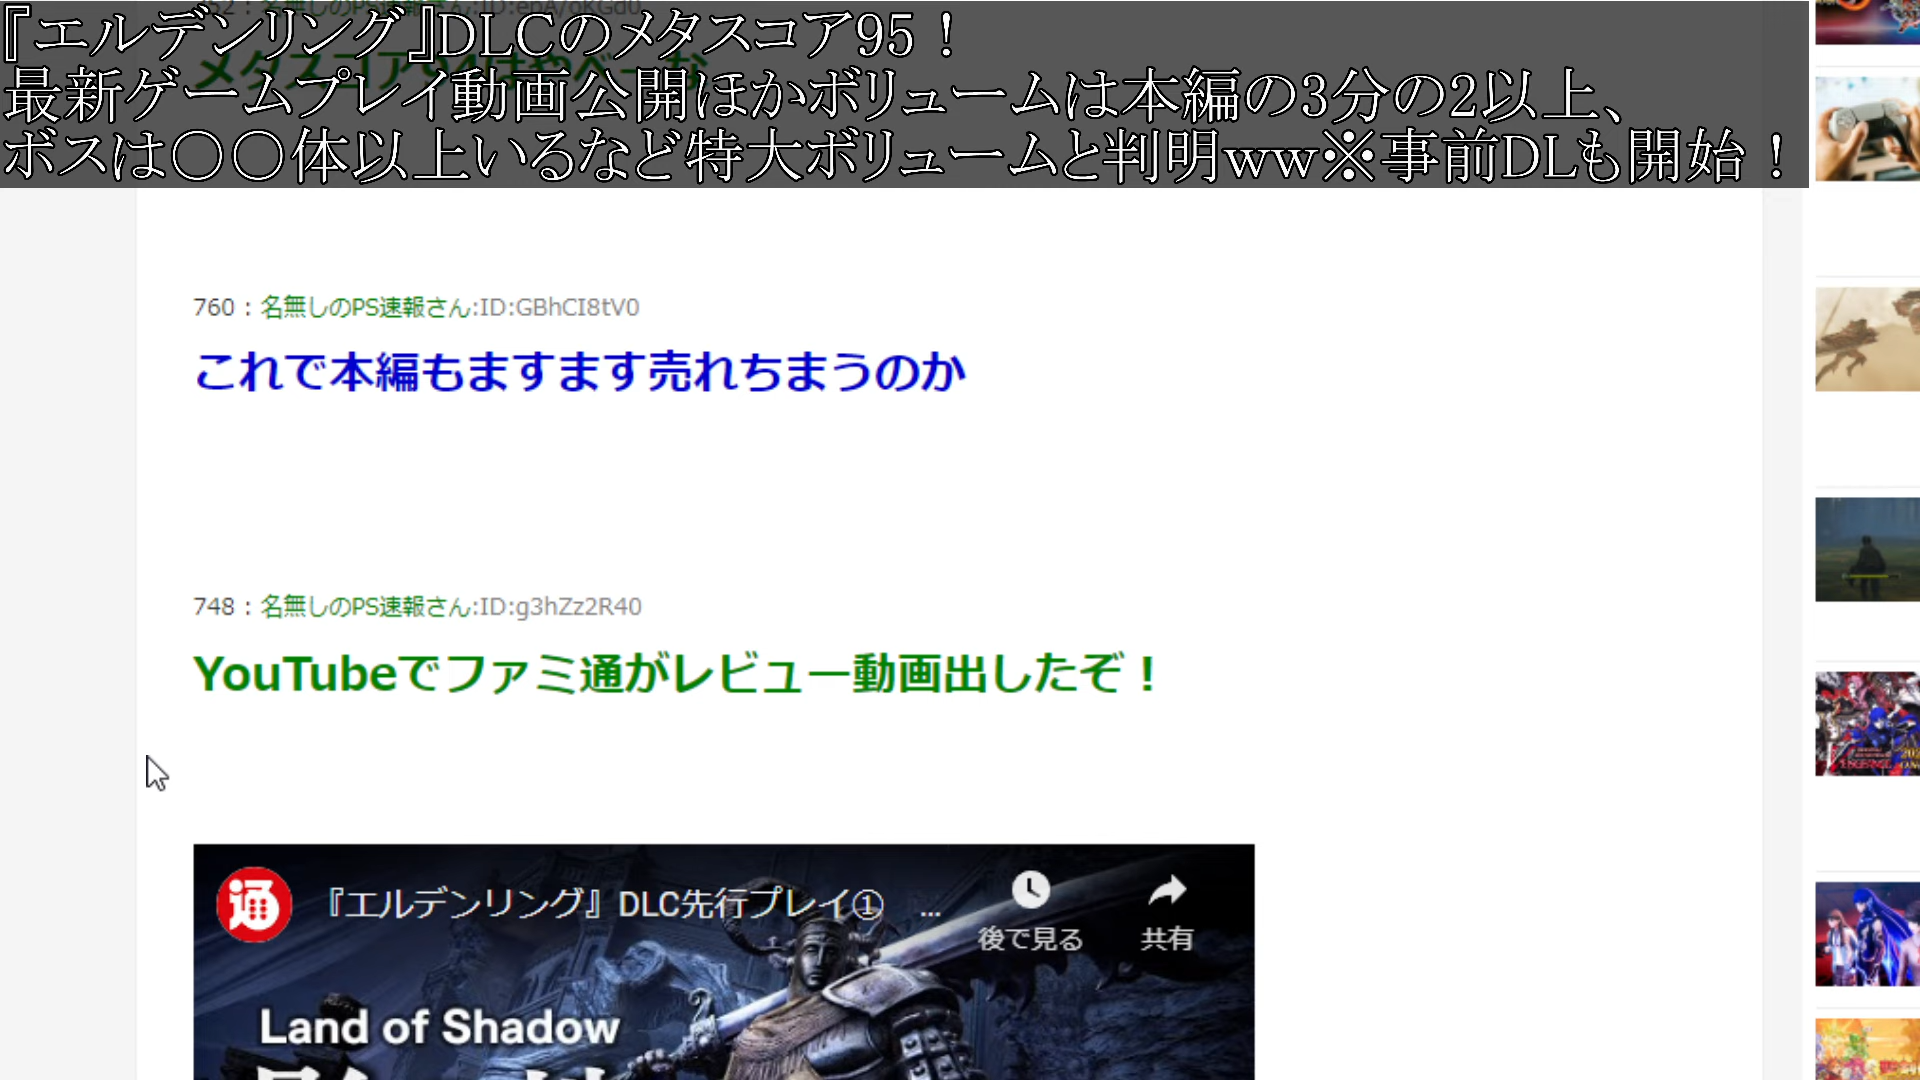 『エルデンリング』DLCのメタスコア95！
最新ゲームプレイ動画公開ほかボリュームは本編の3分の2以上、
ボスは〇〇体以上いるなど特大ボリュームと判明ww※事前DLも開始！
760：名無しのPS速報さん:ID:GBhCI8tV0
これで本編もますます売れちまうのか
748：名無しのPS速報さん:ID:g3hZz2R40
YouTubeでファミ通がレビュー動画出したぞ！
通
『エルデンリング』DLC先行プレイ① ...
後で見る
共有
Land of Shadow